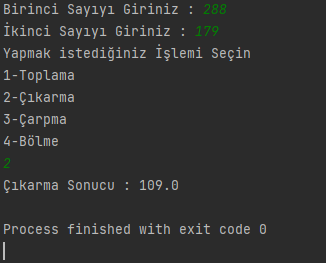 Birinci Sayıyı Giriniz : 288
İkinci Sayıyı Giriniz : 179
Yapmak istediğiniz İşlemi Seçin
1-Toplama
2-Çıkarma
3-Çarpma
4-Bölme
2
Çıkarma Sonucu : 109.0
Process finished with exit code 0